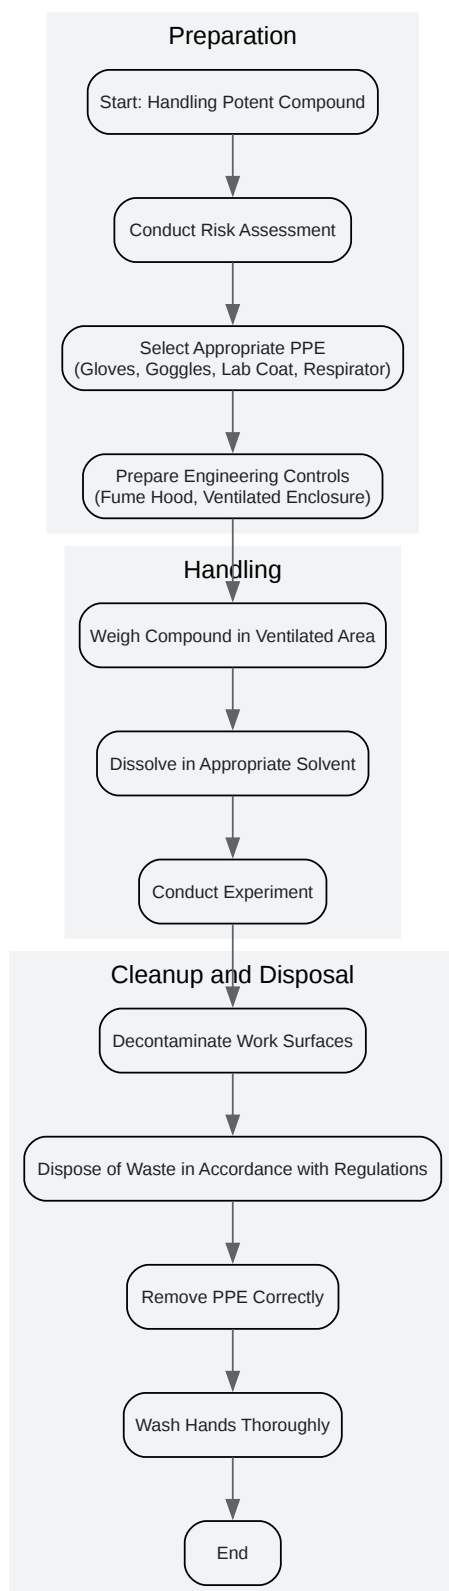 Preparation
Start: Handling Potent Compound
Conduct Risk Assessment
Select Appropriate PPE
(Gloves, Goggles, Lab Coat, Respirator)
Prepare Engineering Controls
(Fume Hood, Ventilated Enclosure)
Handling
Weigh Compound in Ventilated Area
Dissolve in Appropriate Solvent
Conduct Experiment
Cleanup and Disposal
Decontaminate Work Surfaces
Dispose of Waste in Accordance with Regulations
Remove PPE Correctly
Wash Hands Thoroughly
End